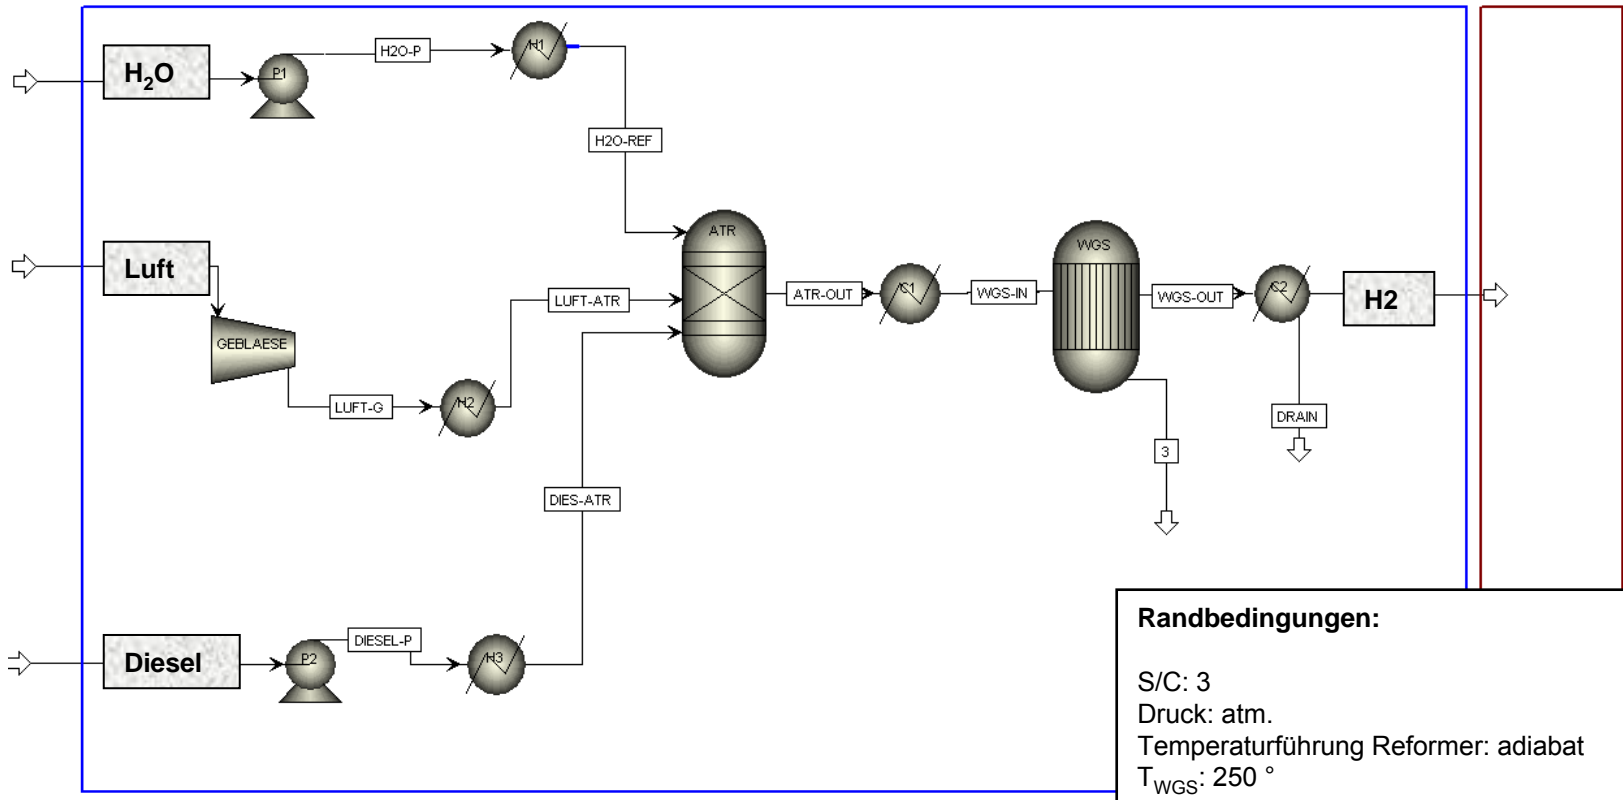 H2O
P1
H2O-P
H1
H2O-REF
Luft
GEBLAESE
LUFT-G
H2
LUFT-ATR
ATR
ATR-OUT
C1
WGS-IN
WGS
WGS-OUT
C2
H2
3
DRAIN
DIES-ATR
Diesel
P2
DIESEL-P
H3
Randbedingungen:
S/C: 3
Druck: atm.
Temperaturführung Reformer: adiabat
TWGS: 250 °